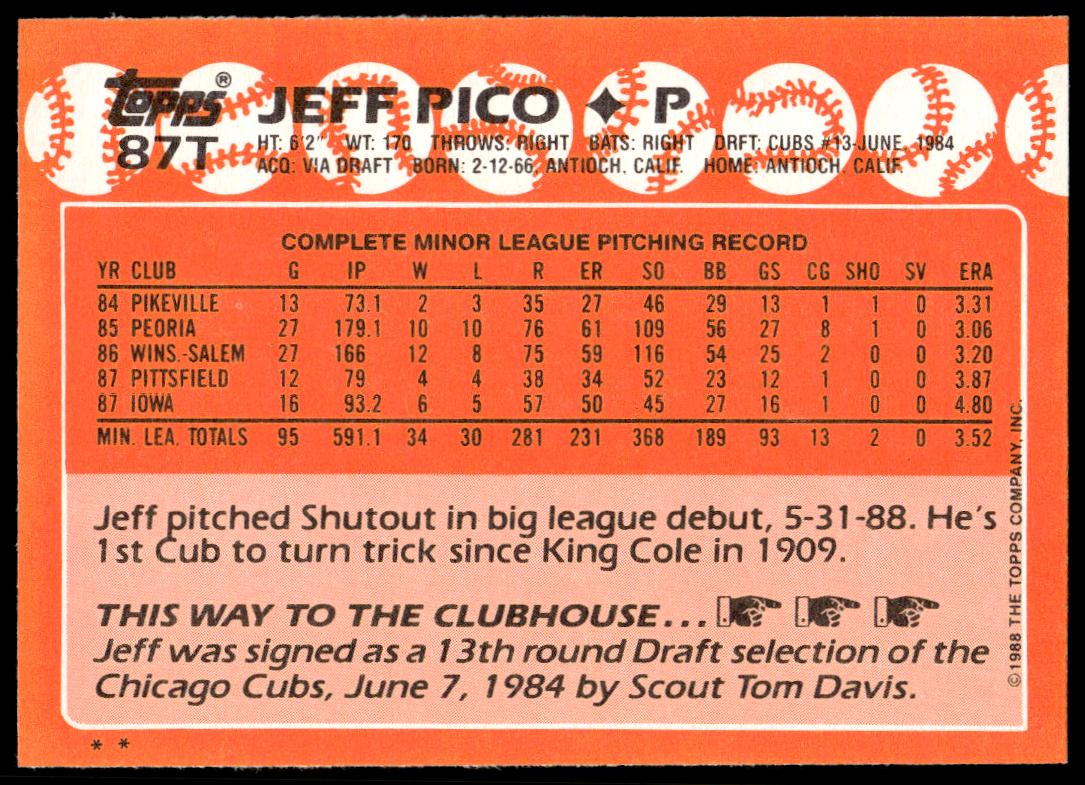 topps®
87T
JEFF PICO ✦ P
HT: 6'2" WT: 170 THROWS: RIGHT BATS: RIGHT DRFT: CUBS #13-JUNE, 1984
ACQ: VIA DRAFT BORN: 2-12-66, ANTIOCH, CALIF. HOME: ANTIOCH, CALIF.
COMPLETE MINOR LEAGUE PITCHING RECORD
YR CLUB G IP W L R ER SO BB GS CG SHO SV ERA
84 PIKEVILLE 13 73.1 2 3 35 27 46 29 13 1 1 0 3.31
85 PEORIA 27 179.1 10 10 76 61 109 56 27 8 1 0 3.06
86 WINS.-SALEM 27 166 12 8 75 59 116 54 25 2 0 0 3.20
87 PITTSFIELD 12 79 4 4 38 34 52 23 12 1 0 0 3.87
87 IOWA 16 93.2 6 5 57 50 45 27 16 1 0 0 4.80
MIN. LEA. TOTALS 95 591.1 34 30 281 231 368 189 93 13 2 0 3.52
Jeff pitched Shutout in big league debut, 5-31-88. He's
1st Cub to turn trick since King Cole in 1909.
THIS WAY TO THE CLUBHOUSE...
Jeff was signed as a 13th round Draft selection of the
Chicago Cubs, June 7, 1984 by Scout Tom Davis.
©1988 THE TOPPS COMPANY, INC.
* *